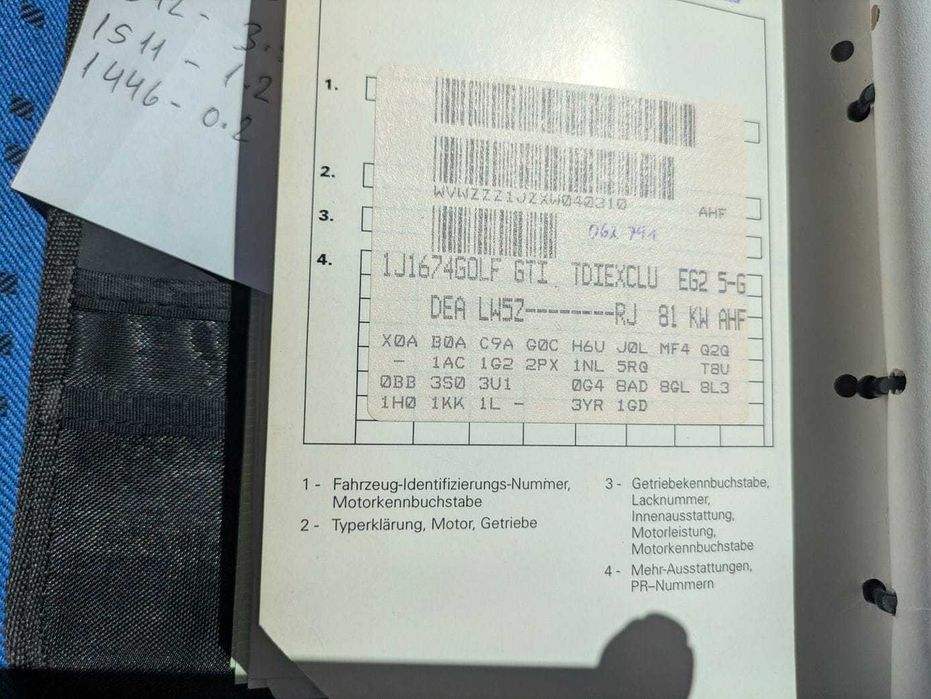 1511 - 1.2
1446 - 0.2
1.
2.
WVWZZZ1JZXW040310
AHF
3.
4.
1J1674GOLF GTI TDIEXCLU EG2 5-G
DEA LW5Z-------RJ 81 KW AHF
X0A B0A C9A G0C H6U J0L MF4 Q2Q
- 1AC 1G2 2PX 1NL 5RQ T8U
0BB 3S0 3U1 0G4 8AD 8GL 8L3
1H0 1KK 1L - 3YR 1GD
1 - Fahrzeug-Identifizierungs-Nummer,
Motorkennbuchstabe
2 - Typerklärung, Motor, Getriebe
3 - Getriebekennbuchstabe,
Lacknummer,
Innenausstattung,
Motorleistung,
Motorkennbuchstabe
4 - Mehr-Ausstattungen,
PR-Nummern